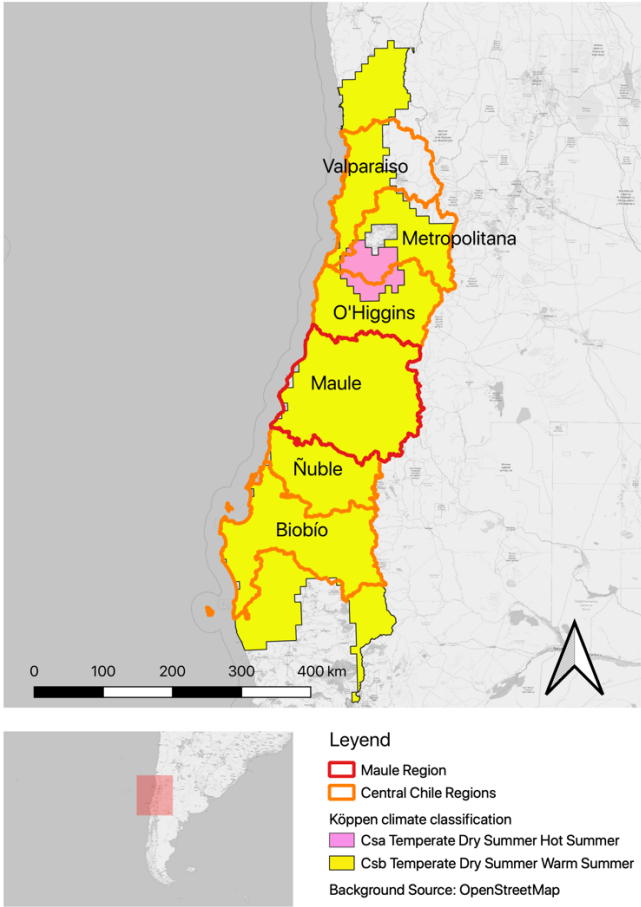 Valparaiso
Metropolitana
O'Higgins
Maule
Ñuble
Biobío
0 100 200 300 400 km
Leyend
Maule Region
Central Chile Regions
Köppen climate classification
Csa Temperate Dry Summer Hot Summer
Csb Temperate Dry Summer Warm Summer
Background Source: OpenStreetMap